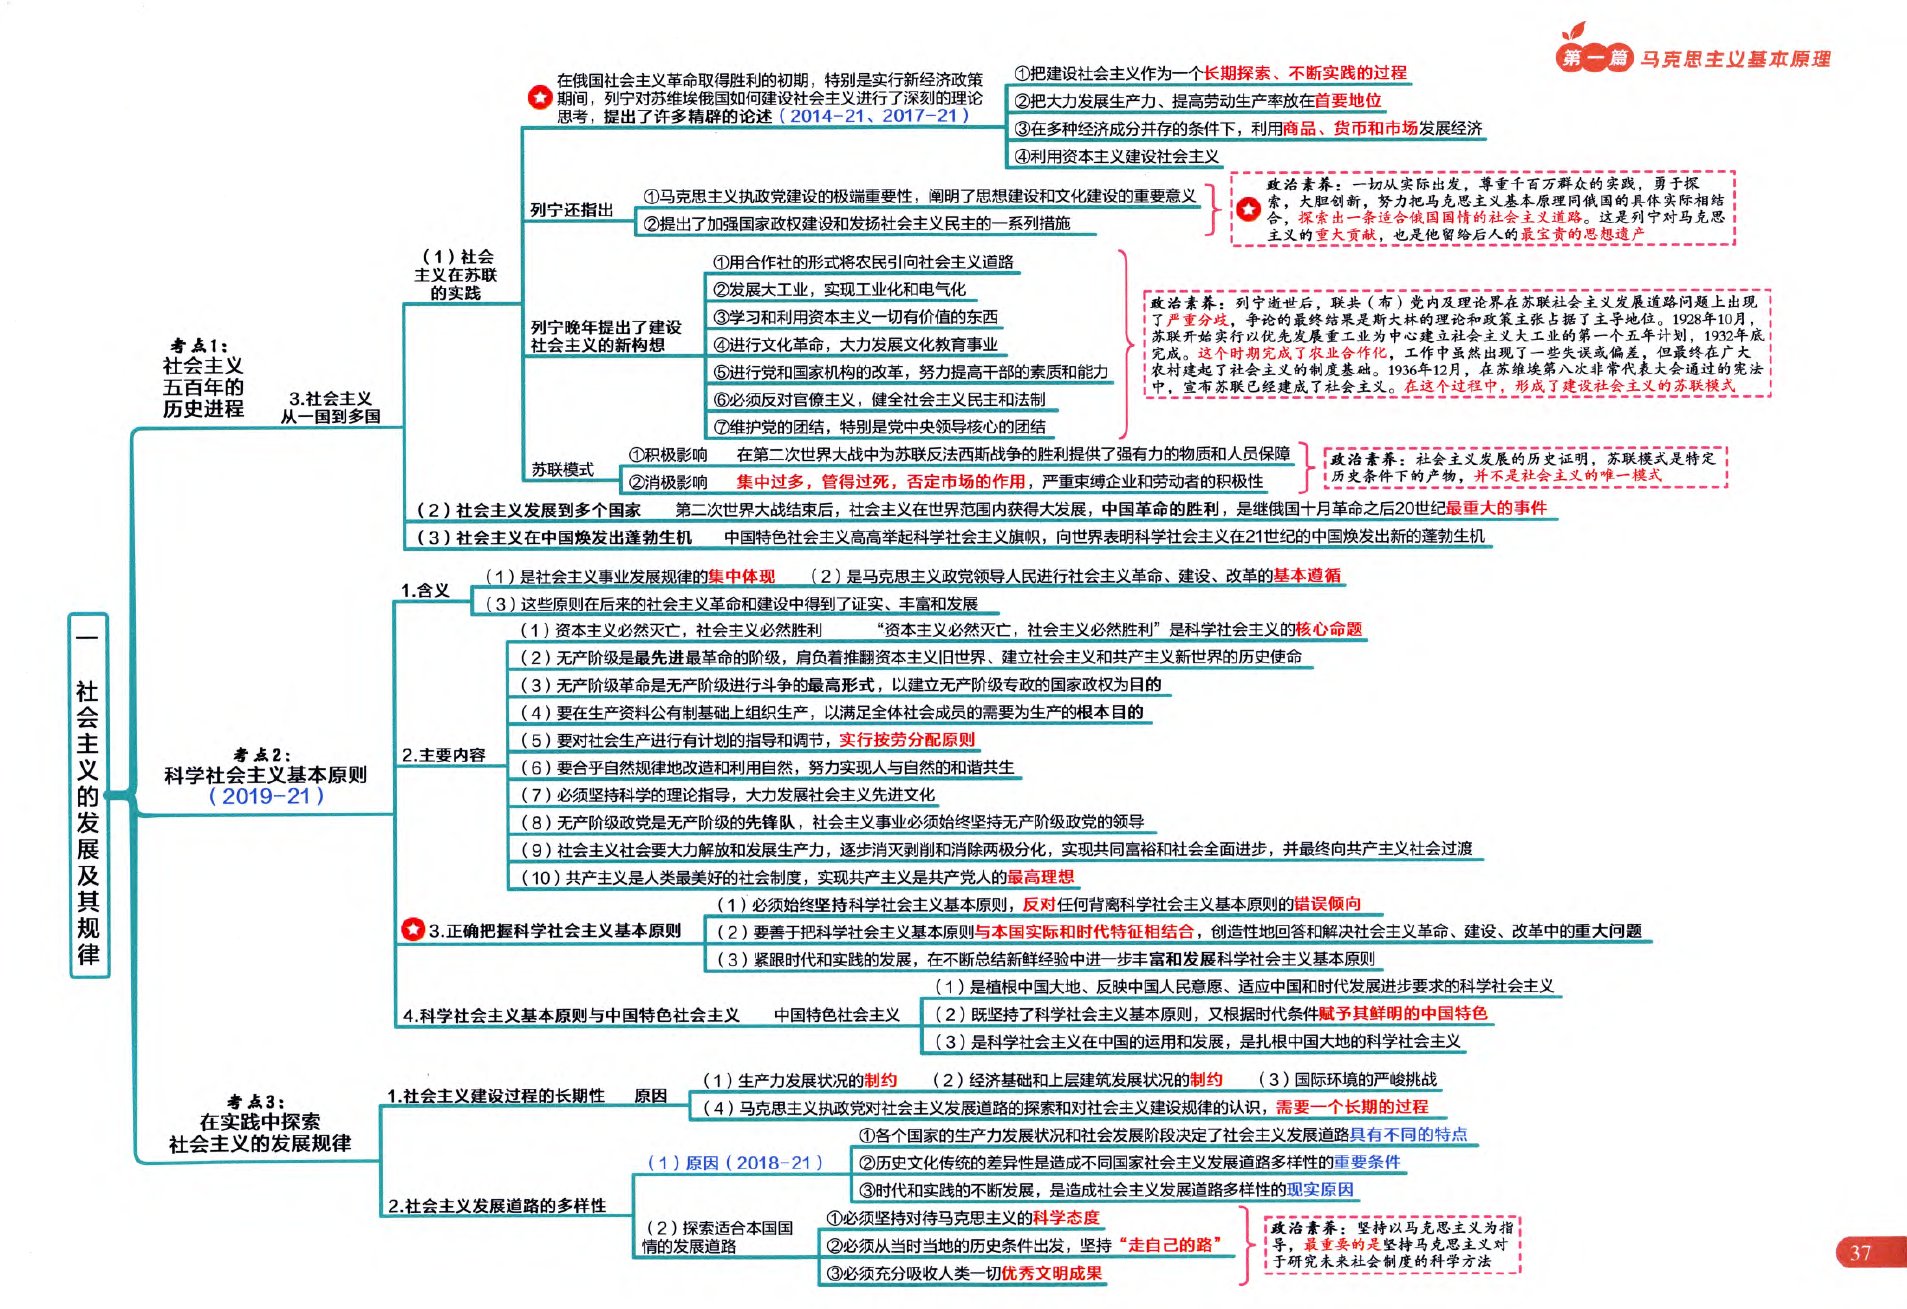 第一篇 马克思主义基本原理
一 社会主义的发展及其规律
考点1：
社会主义
五百年的
历史进程
3.社会主义
从一国到多国
（1）社会
主义在苏联
的实践
在俄国社会主义革命取得胜利的初期，特别是实行新经济政策
期间，列宁对苏维埃俄国如何建设社会主义进行了深刻的理论
思考，提出了许多精辟的论述（2014-21、2017-21）
①把建设社会主义作为一个长期探索、不断实践的过程
②把大力发展生产力、提高劳动生产率放在首要地位
③在多种经济成分并存的条件下，利用商品、货币和市场发展经济
④利用资本主义建设社会主义
列宁还指出
①马克思主义执政党建设的极端重要性，阐明了思想建设和文化建设的重要意义
②提出了加强国家政权建设和发扬社会主义民主的一系列措施
政治素养：一切从实际出发，尊重千百万群众的实践，勇于探
索，大胆创新，努力把马克思主义基本原理同俄国的具体实际相结
合，探索出一条适合俄国国情的社会主义道路。这是列宁对马克思
主义的重大贡献，也是他留给后人的最宝贵的思想遗产
列宁晚年提出了建设
社会主义的新构想
①用合作社的形式将农民引向社会主义道路
②发展大工业，实现工业化和电气化
③学习和利用资本主义一切有价值的东西
④进行文化革命，大力发展文化教育事业
⑤进行党和国家机构的改革，努力提高干部的素质和能力
⑥必须反对官僚主义，健全社会主义民主和法制
⑦维护党的团结，特别是党中央领导核心的团结
政治素养：列宁逝世后，联共（布）党内及理论界在苏联社会主义发展道路问题上出现
了严重分歧，争论的最终结果是斯大林的理论和政策主张占据了主导地位。1928年10月，
苏联开始实行以优先发展重工业为中心建立社会主义大工业的第一个五年计划，1932年底
完成。这个时期完成了农业合作化，工作中虽然出现了一些失误或偏差，但最终在广大
农村建起了社会主义的制度基础。1936年12月，在苏维埃第八次非常代表大会通过的宪法
中，宣布苏联已经建成了社会主义。在这个过程中，形成了建设社会主义的苏联模式
苏联模式
①积极影响 在第二次世界大战中为苏联反法西斯战争的胜利提供了强有力的物质和人员保障
②消极影响 集中过多，管得过死，否定市场的作用，严重束缚企业和劳动者的积极性
政治素养：社会主义发展的历史证明，苏联模式是特定
历史条件下的产物，并不是社会主义的唯一模式
（2）社会主义发展到多个国家 第二次世界大战结束后，社会主义在世界范围内获得大发展，中国革命的胜利，是继俄国十月革命之后20世纪最重大的事件
（3）社会主义在中国焕发出蓬勃生机 中国特色社会主义高高举起科学社会主义旗帜，向世界表明科学社会主义在21世纪的中国焕发出新的蓬勃生机
考点2：
科学社会主义基本原则
（2019-21）
1.含义
（1）是社会主义事业发展规律的集中体现 （2）是马克思主义政党领导人民进行社会主义革命、建设、改革的基本遵循
（3）这些原则在后来的社会主义革命和建设中得到了证实、丰富和发展
2.主要内容
（1）资本主义必然灭亡，社会主义必然胜利 “资本主义必然灭亡，社会主义必然胜利”是科学社会主义的核心命题
（2）无产阶级是最先进最革命的阶级，肩负着推翻资本主义旧世界、建立社会主义和共产主义新世界的历史使命
（3）无产阶级革命是无产阶级进行斗争的最高形式，以建立无产阶级专政的国家政权为目的
（4）要在生产资料公有制基础上组织生产，以满足全体社会成员的需要为生产的根本目的
（5）要对社会生产进行有计划的指导和调节，实行按劳分配原则
（6）要合乎自然规律地改造和利用自然，努力实现人与自然的和谐共生
（7）必须坚持科学的理论指导，大力发展社会主义先进文化
（8）无产阶级政党是无产阶级的先锋队，社会主义事业必须始终坚持无产阶级政党的领导
（9）社会主义社会要大力解放和发展生产力，逐步消灭剥削和消除两极分化，实现共同富裕和社会全面进步，并最终向共产主义社会过渡
（10）共产主义是人类最美好的社会制度，实现共产主义是共产党人的最高理想
3.正确把握科学社会主义基本原则
（1）必须始终坚持科学社会主义基本原则，反对任何背离科学社会主义基本原则的错误倾向
（2）要善于把科学社会主义基本原则与本国实际和时代特征相结合，创造性地回答和解决社会主义革命、建设、改革中的重大问题
（3）紧跟时代和实践的发展，在不断总结新鲜经验中进一步丰富和发展科学社会主义基本原则
4.科学社会主义基本原则与中国特色社会主义 中国特色社会主义
（1）是植根中国大地、反映中国人民意愿、适应中国和时代发展进步要求的科学社会主义
（2）既坚持了科学社会主义基本原则，又根据时代条件赋予其鲜明的中国特色
（3）是科学社会主义在中国的运用和发展，是扎根中国大地的科学社会主义
考点3：
在实践中探索
社会主义的发展规律
1.社会主义建设过程的长期性 原因
（1）生产力发展状况的制约 （2）经济基础和上层建筑发展状况的制约 （3）国际环境的严峻挑战
（4）马克思主义执政党对社会主义发展道路的探索和对社会主义建设规律的认识，需要一个长期的过程
2.社会主义发展道路的多样性
（1）原因（2018-21）
①各个国家的生产力发展状况和社会发展阶段决定了社会主义发展道路具有不同的特点
②历史文化传统的差异性是造成不同国家社会主义发展道路多样性的重要条件
③时代和实践的不断发展，是造成社会主义发展道路多样性的现实原因
（2）探索适合本国国
情的发展道路
①必须坚持对待马克思主义的科学态度
②必须从当时当地的历史条件出发，坚持“走自己的路”
③必须充分吸收人类一切优秀文明成果
政治素养：坚持以马克思主义为指
导，最重要的是坚持马克思主义对
于研究未来社会制度的科学方法
37